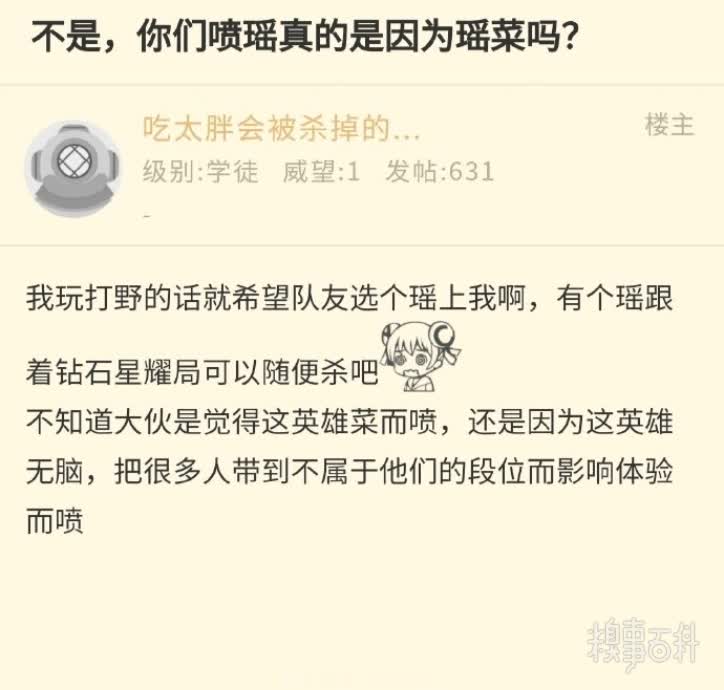 不是，你们喷瑶真的是因为瑶菜吗？
吃太胖会被杀掉的...
楼主
级别:学徒 威望:1 发帖:631
-
我玩打野的话就希望队友选个瑶上我啊，有个瑶跟
着钻石星耀局可以随便杀吧
不知道大伙是觉得这英雄菜而喷，还是因为这英雄
无脑，把很多人带到不属于他们的段位而影响体验
而喷
糗事百科